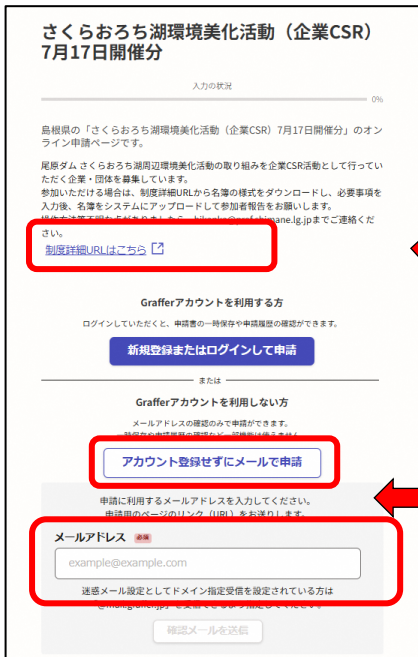 さくらおろち湖環境美化活動（企業CSR）
7月17日開催分
入力の状況
0%
島根県の「さくらおろち湖環境美化活動（企業CSR）7月17日開催分」のオン
ライン申請ページです。
尾原ダム さくらおろち湖周辺環境美化活動の取り組みを企業CSR活動として行ってい
ただく企業・団体を募集しています。
参加いただける場合は、制度詳細URLから名簿の様式をダウンロードし、必要事項を
入力後、名簿をシステムにアップロードして参加者報告をお願いします。
までご連絡くだ
さい。
制度詳細URLはこちら
Grafferアカウントを利用する方
ログインしていただくと、申請書の一時保存や申請履歴の確認ができます。
新規登録またはログインして申請
または
Grafferアカウントを利用しない方
メールアドレスの確認のみで申請ができます。
アカウント登録せずにメールで申請
申請に利用するメールアドレスを入力してください。
申請用のページのリンク（URL）をお送りします。
メールアドレス 必須
example@example.com
迷惑メール設定としてドメイン指定受信を設定されている方は
確認メールを送信